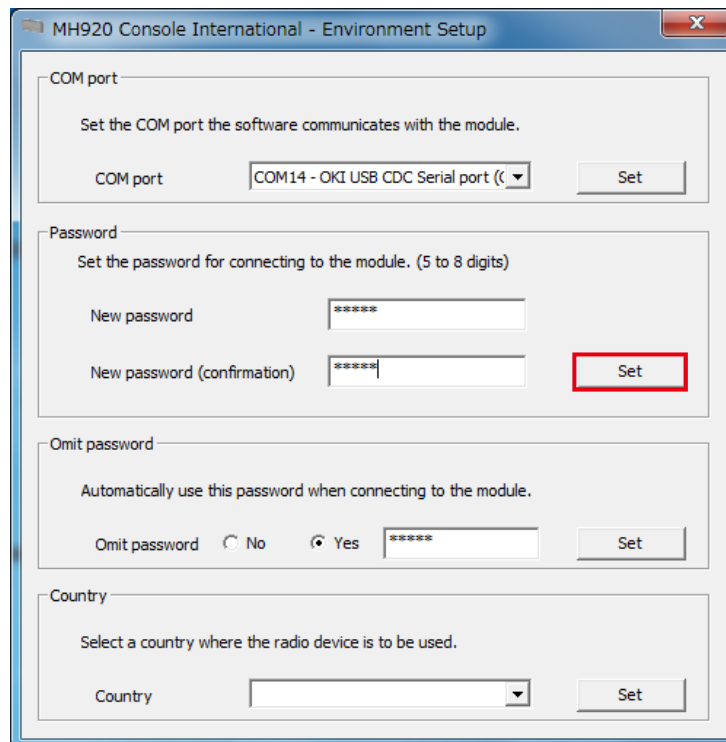 MH920 Console International - Environment Setup
COM port
Set the COM port the software communicates with the module.
COM port COM14 - OKI USB CDC Serial port (C Set
Password
Set the password for connecting to the module. (5 to 8 digits)
New password *****
New password (confirmation) ***** Set
Omit password
Automatically use this password when connecting to the module.
Omit password No Yes ***** Set
Country
Select a country where the radio device is to be used.
Country Set